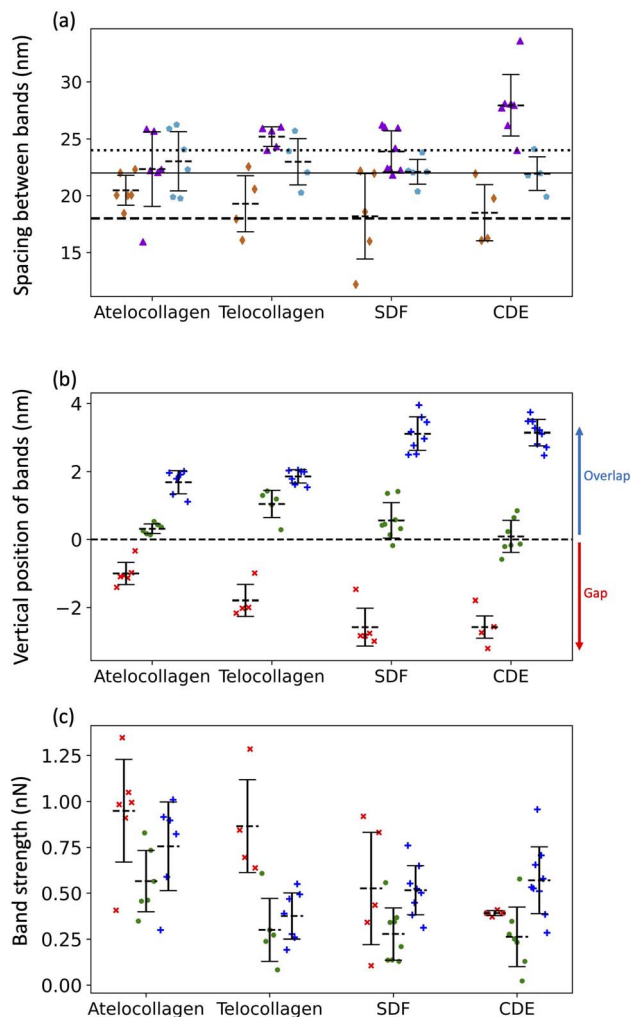 (a)
Spacing between bands (nm)
30
25
20
15
Atelocollagen Telocollagen SDF CDE
(b)
Vertical position of bands (nm)
4
2
0
−2
Overlap
Gap
Atelocollagen Telocollagen SDF CDE
(c)
Band strength (nN)
1.25
1.00
0.75
0.50
0.25
0.00
Atelocollagen Telocollagen SDF CDE